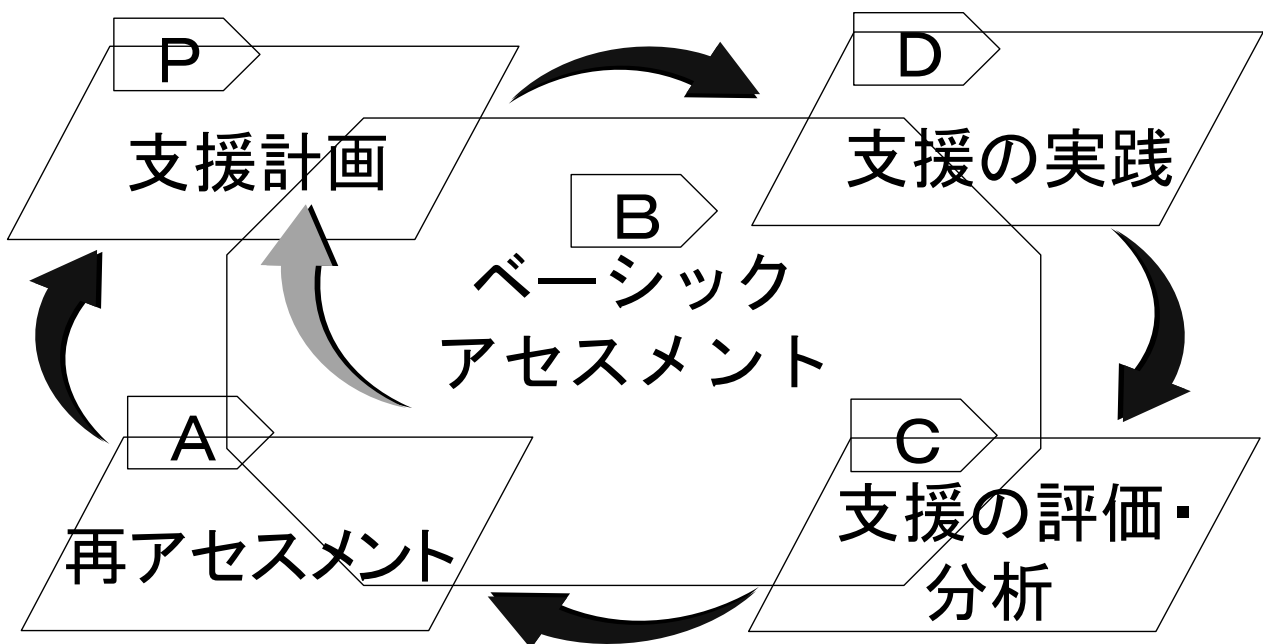 P
支援計画
D
支援の実践
B
ベーシック
アセスメント
A
再アセスメント
C
支援の評価・
分析